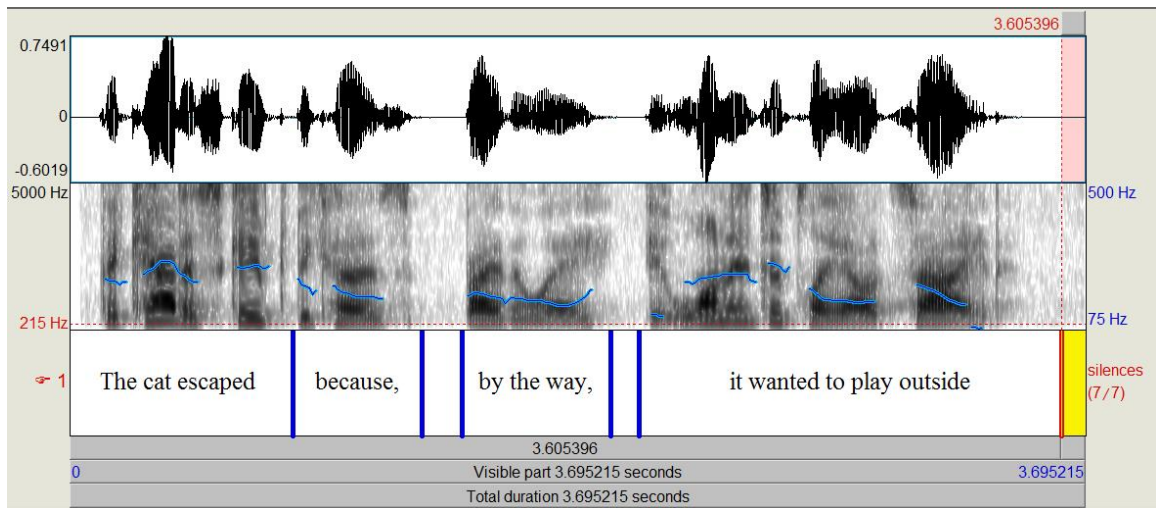 3.605396
0.7491
0
-0.6019
5000 Hz
500 Hz
215 Hz
75 Hz
1
The cat escaped
because,
by the way,
it wanted to play outside
silences
(7/7)
3.605396
0
Visible part 3.695215 seconds
3.695215
Total duration 3.695215 seconds